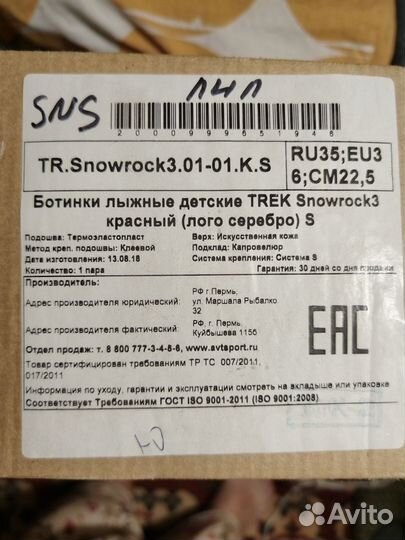 SNS
2000996519 46
TR.Snowrock3.01-01.K.S
RU35;EU3
6;CM22,5
Ботинки лыжные детские TREK Snowrock3
красный (лого серебро) S
Подошва: Термоэластопласт
Верх: Искусственная кожа
Метод креп. подошвы: Клеевой
Подклад: Капровелюр
Дата изготовления: 13.08.18
Система крепления: Система S
Количество: 1 пара
Гарантия: 30 дней со дня продажи
Производитель:
Адрес производителя юридический:
РФ г. Пермь,
ул. Маршала Рыбалко
32
Адрес производителя фактический:
РФ, г. Пермь,
Куйбышева 115б
Отдел продаж: т. 8 800 777-3-4-5-6, www.avtsport.ru
Товар сертифицирован требованиям ТР ТС 007/2011,
017/2011
EAC
Информация по уходу, гарантии и эксплуатации смотреть на вкладыше или упаковке
Соответствует Требованиям ГОСТ ISO 9001-2011 (ISO 9001:2008)
Avito